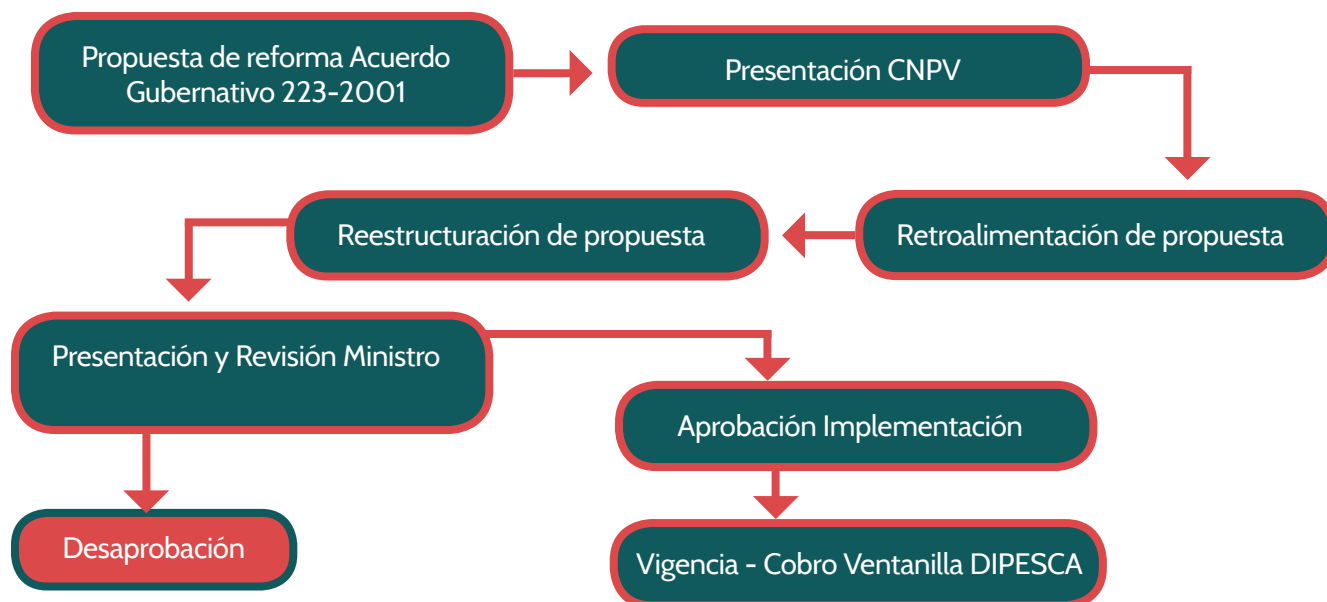 Propuesta de reforma Acuerdo
Gubernativo 223-2001
Presentación CNPV
Retroalimentación de propuesta
Reestructuración de propuesta
Presentación y Revisión Ministro
Aprobación Implementación
Desaprobación
Vigencia - Cobro Ventanilla DIPESCA